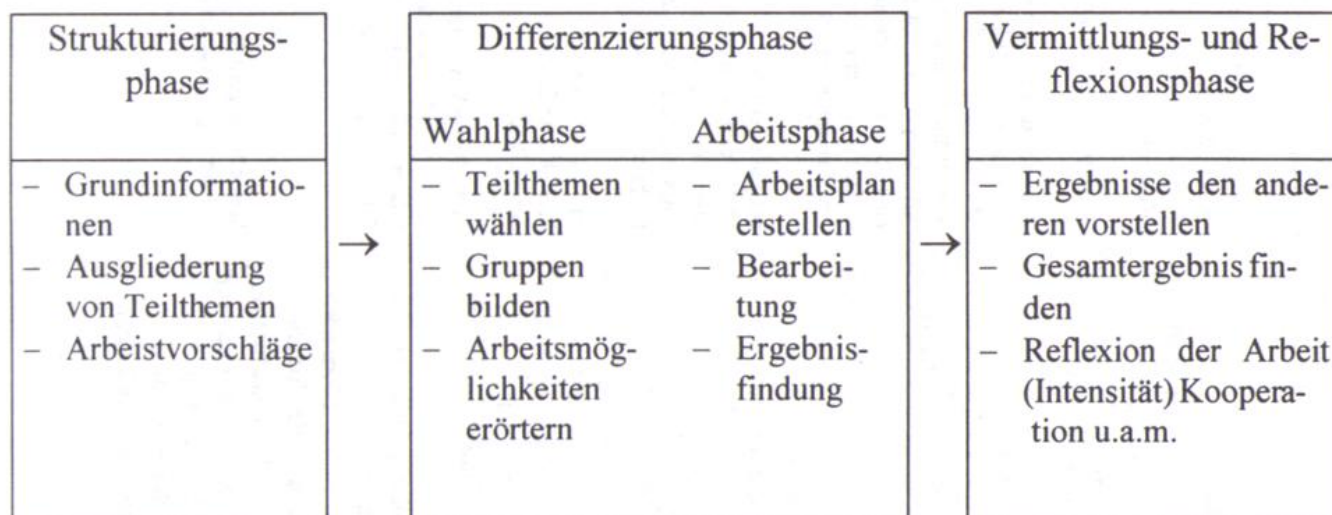 Strukturierungs-
phase
– Grundinformatio-
nen
– Ausgliederung
von Teilthemen
– Arbeistvorschläge
→
Differenzierungsphase
Wahlphase
– Teilthemen
wählen
– Gruppen
bilden
– Arbeitsmög-
lichkeiten
erörtern
Arbeitsphase
– Arbeitsplan
erstellen
– Bearbei-
tung
– Ergebnis-
findung
→
Vermittlungs- und Re-
flexionsphase
– Ergebnisse den ande-
ren vorstellen
– Gesamtergebnis fin-
den
– Reflexion der Arbeit
(Intensität) Koopera-
tion u.a.m.